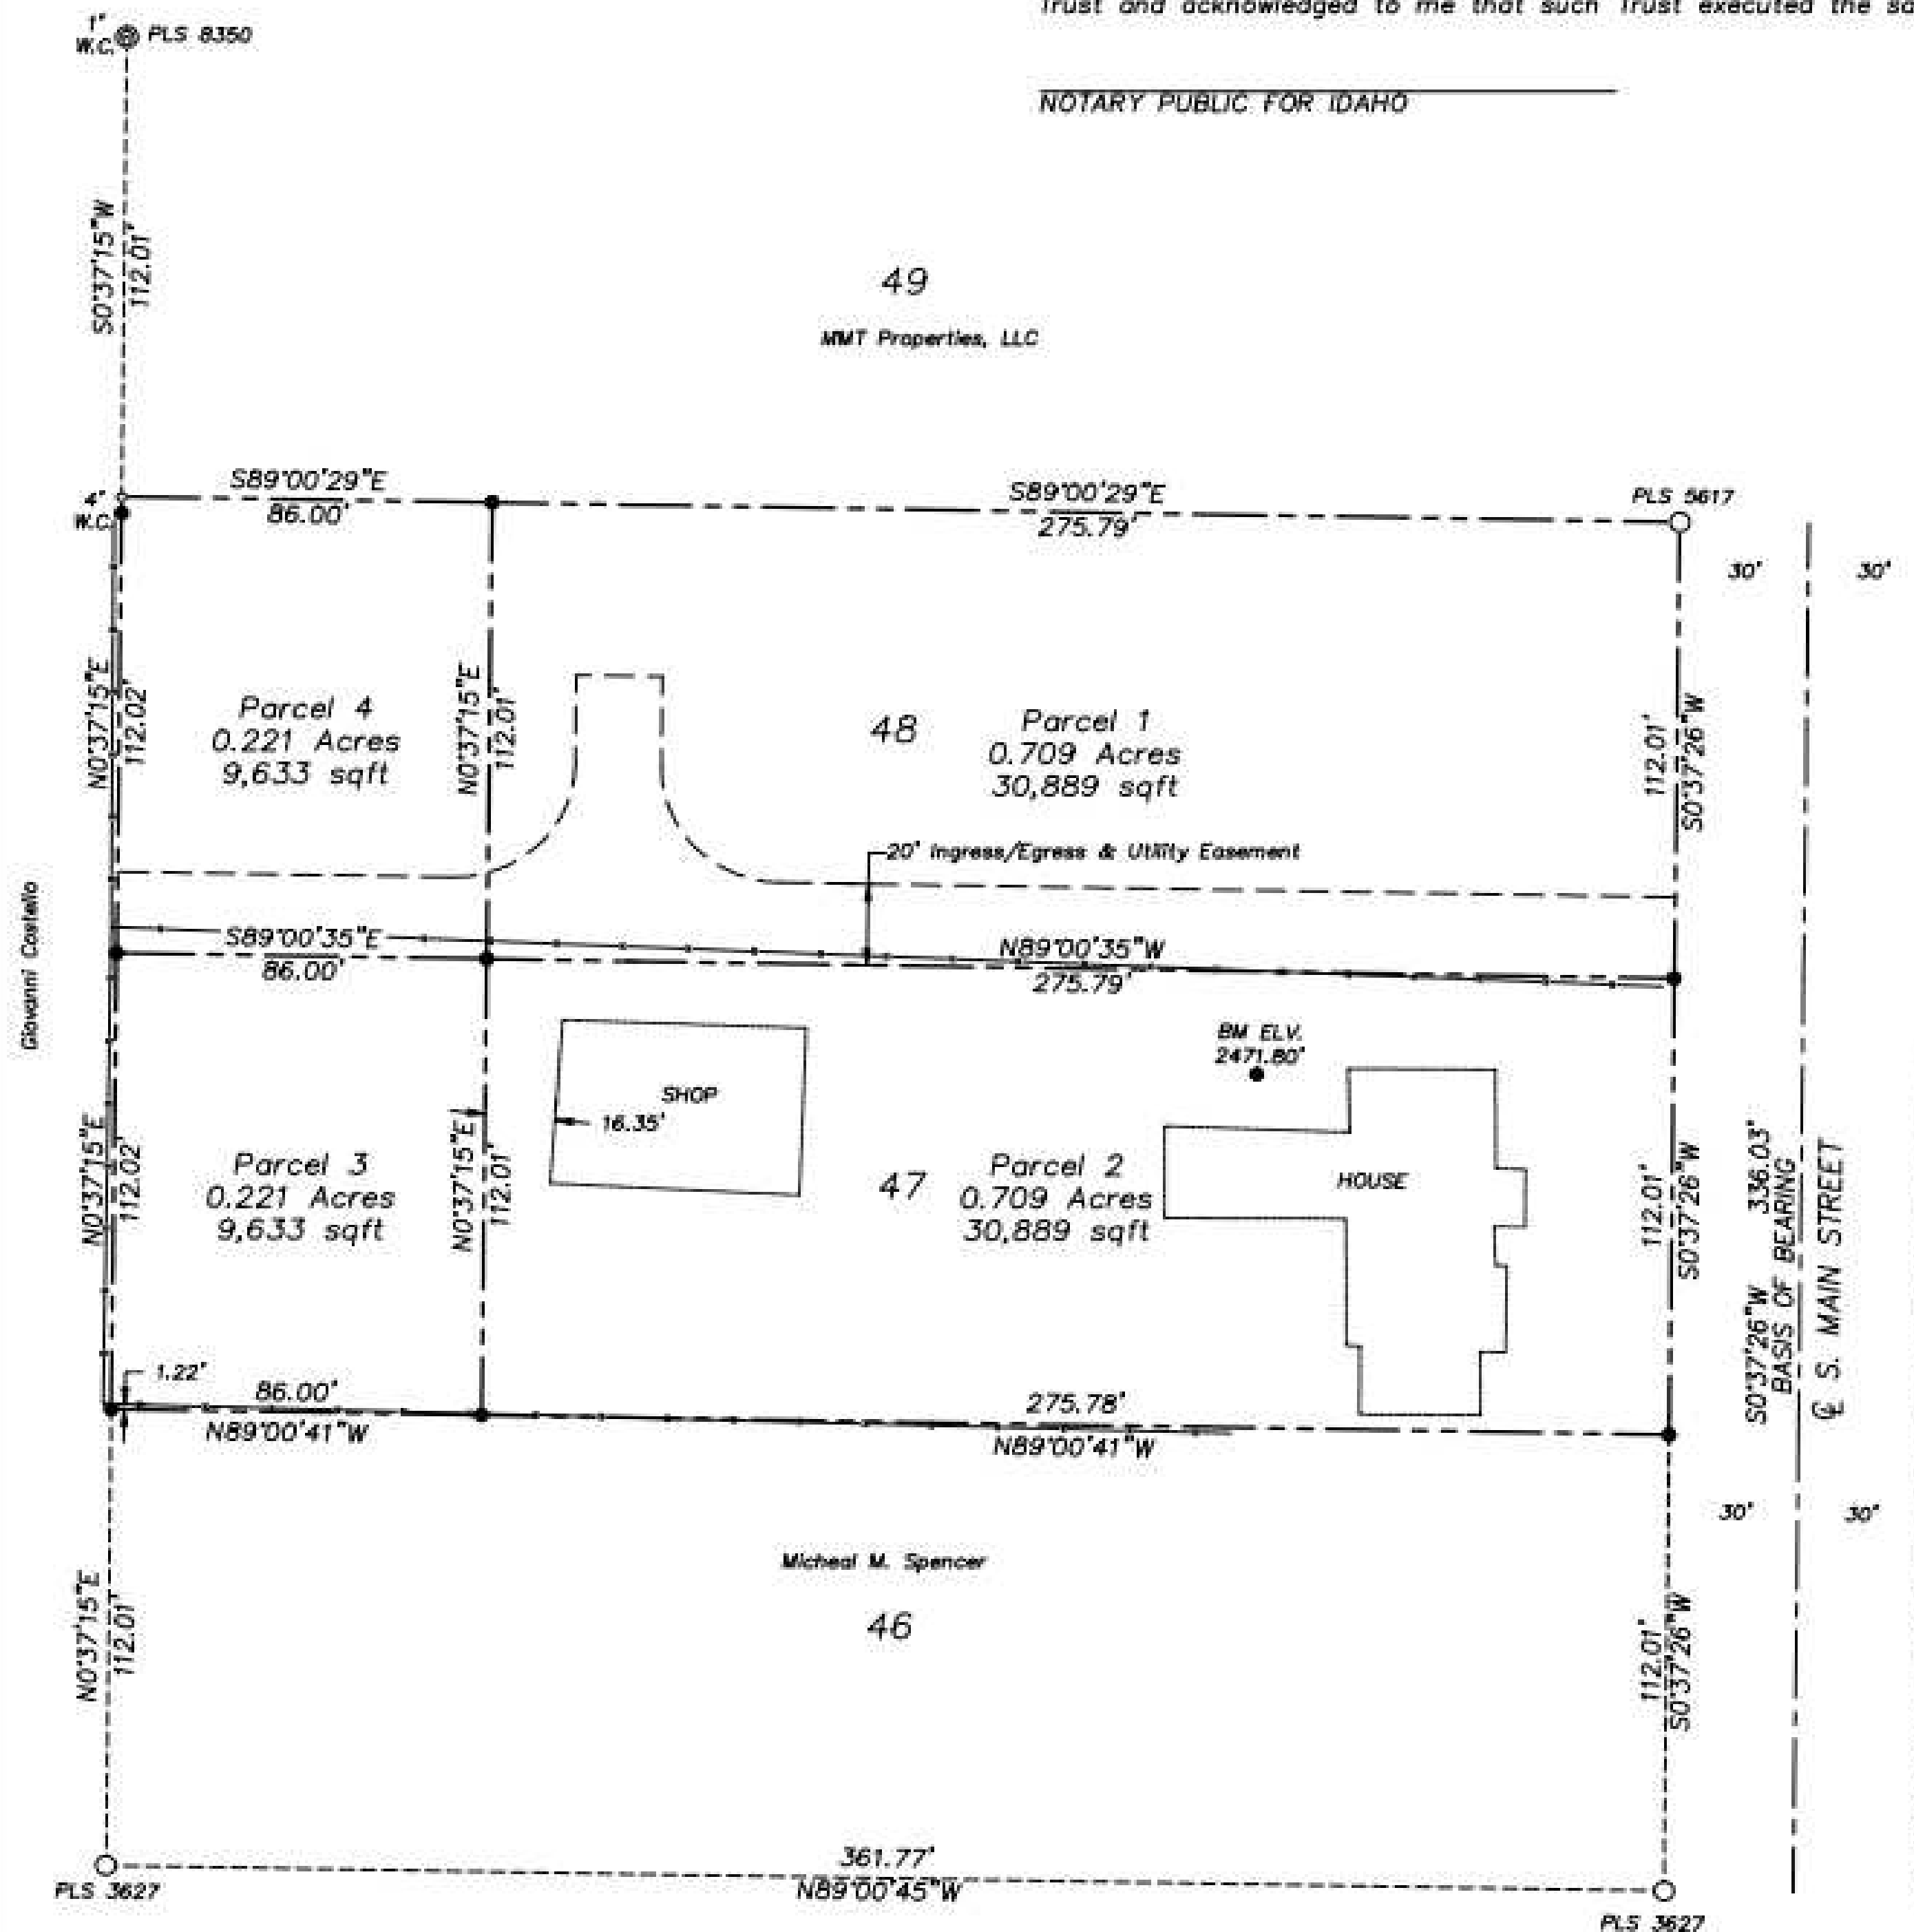 Trust and acknowledged to me that such Trust executed the
NOTARY PUBLIC FOR IDAHO
1"
W.C.
PLS 8350
S0°37'15"W
112.01'
49
MMT Properties, LLC
4"
W.C.
S89°00'29"E
86.00'
S89°00'29"E
275.79'
PLS 5617
30'
30'
N0°37'15"E
112.02'
Parcel 4
0.221 Acres
9,633 sqft
N0°37'15"E
112.01'
48
Parcel 1
0.709 Acres
30,889 sqft
112.01'
S0°37'26"W
20' Ingress/Egress & Utility Easement
Giovanni Costello
S89°00'35"E
86.00'
N89°00'35"W
275.79'
BM ELV.
2471.80'
SHOP
16.35'
HOUSE
N0°37'15"E
112.02'
Parcel 3
0.221 Acres
9,633 sqft
N0°37'15"E
112.01'
47
Parcel 2
0.709 Acres
30,889 sqft
112.01'
S0°37'26"W
S0°37'26"W 336.03'
BASIS OF BEARING
℄ S. MAIN STREET
1.22'
86.00'
N89°00'41"W
275.78'
N89°00'41"W
30'
30'
Micheal M. Spencer
46
N0°37'15"E
112.01'
112.01'
S0°37'26"W
361.77'
N89°00'45"W
PLS 3627
PLS 3627